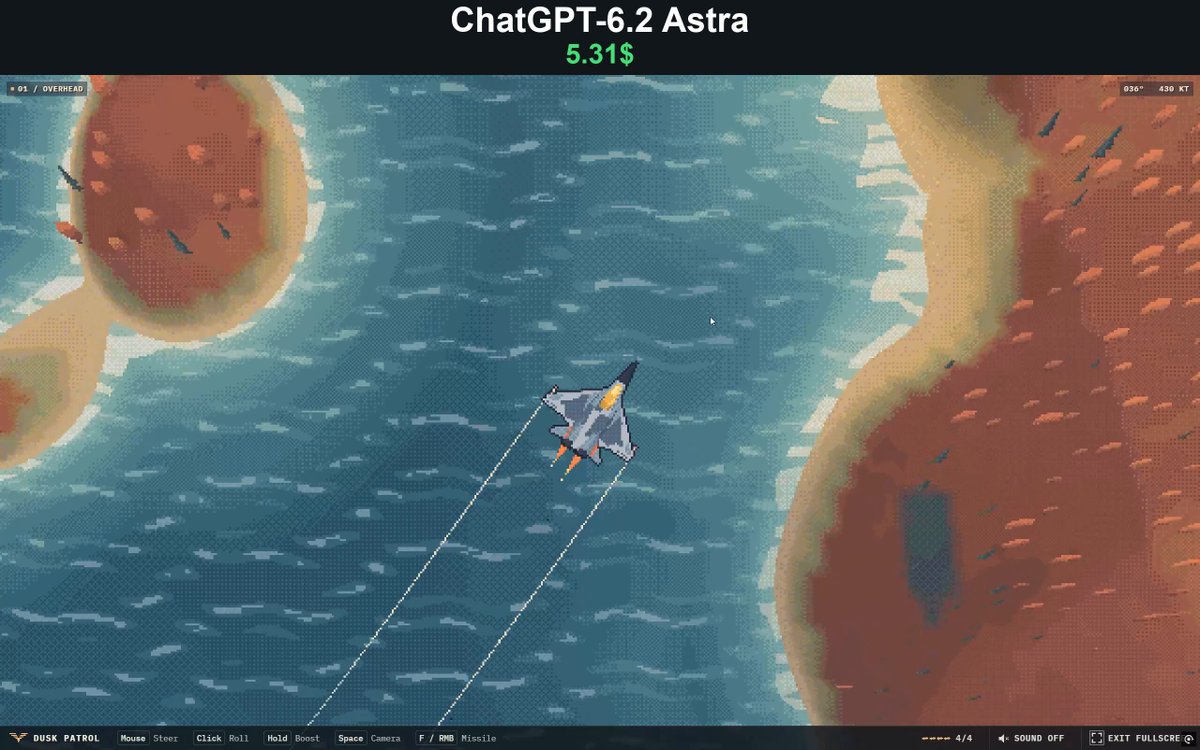 ChatGPT-6.2 Astra
5.31$
01 / OVERHEAD
036° 430 KT
DUSK PATROL Mouse Steer Click Roll Hold Boost Space Camera F / RMB Missile 4/4 SOUND OFF EXIT FULLSCRE